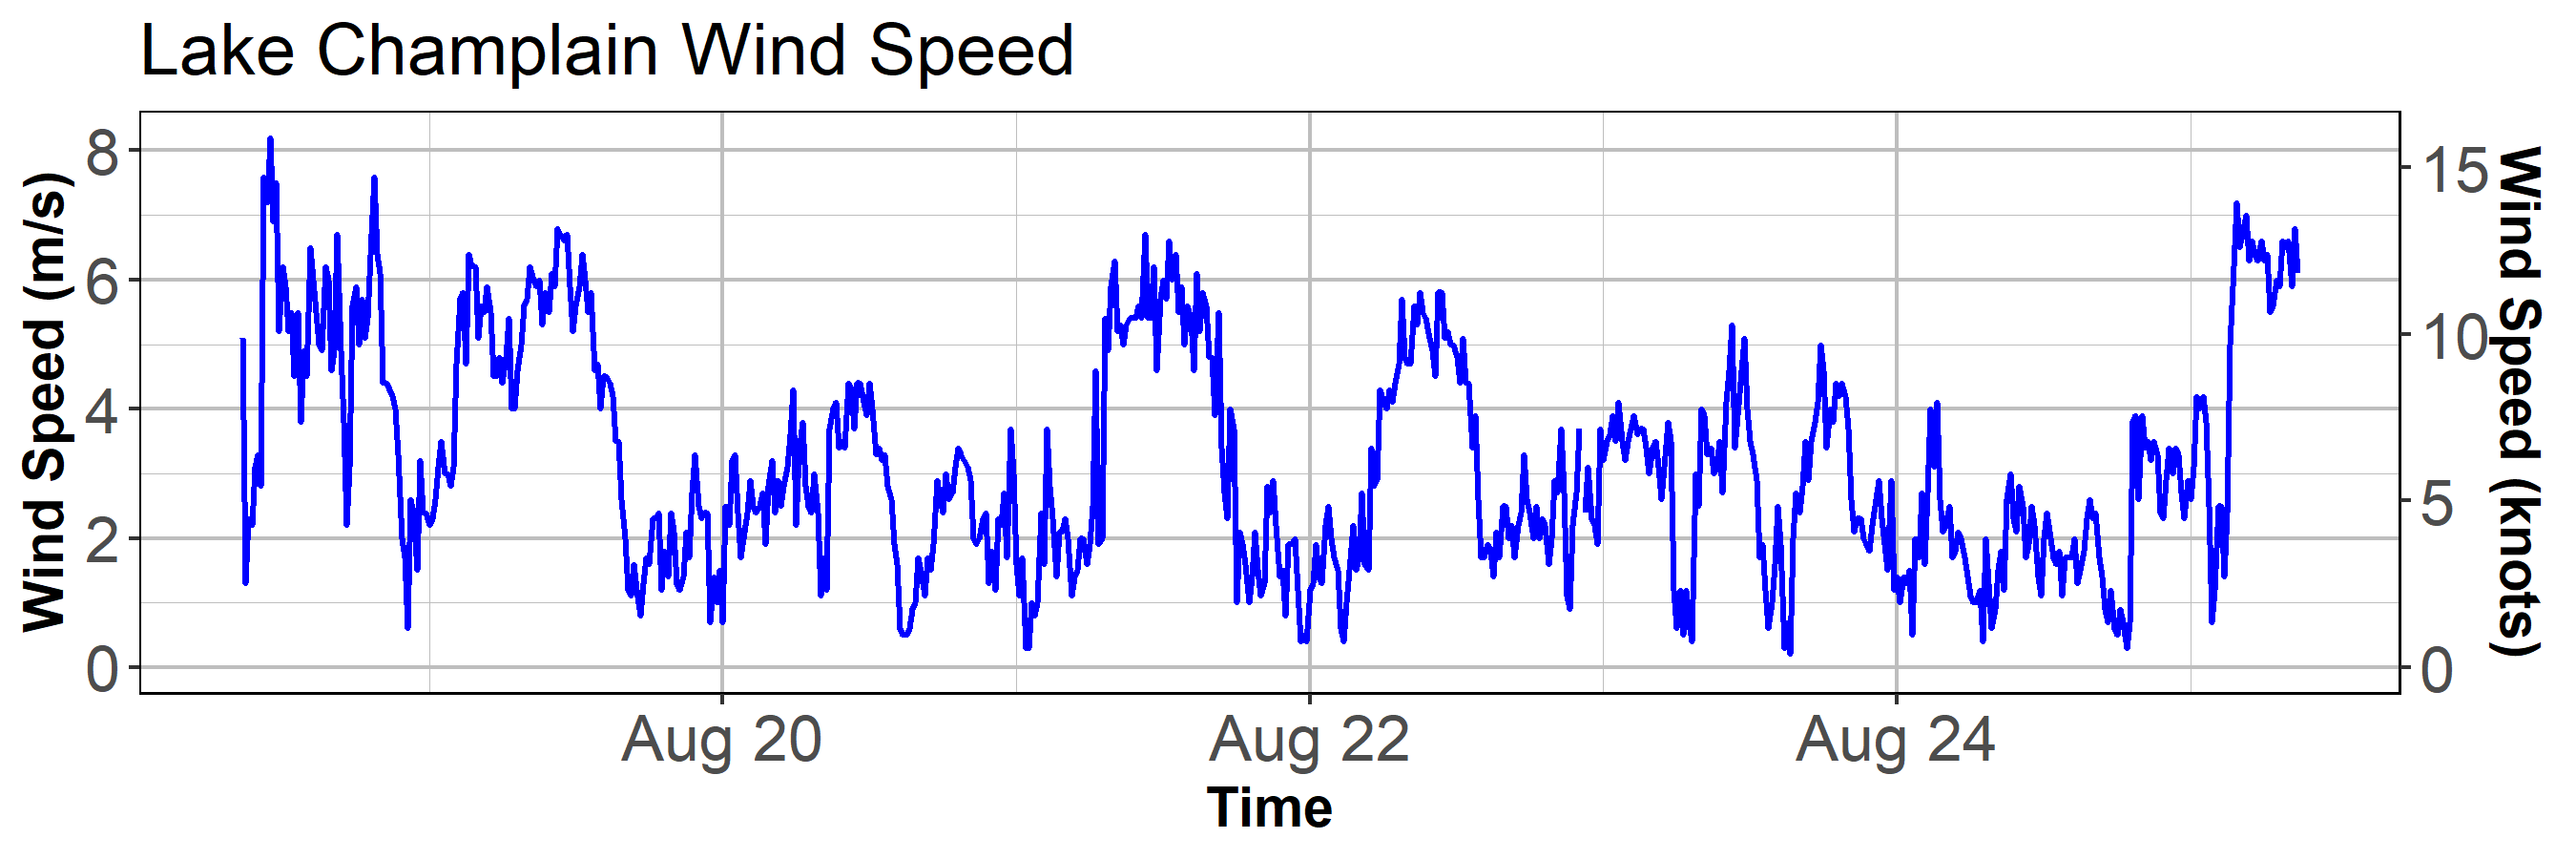 Lake Champlain Wind Speed
Wind Speed (m/s)
8
6
4
2
0
15
10
5
0
Wind Speed (knots)
Aug 20
Aug 22
Aug 24
Time